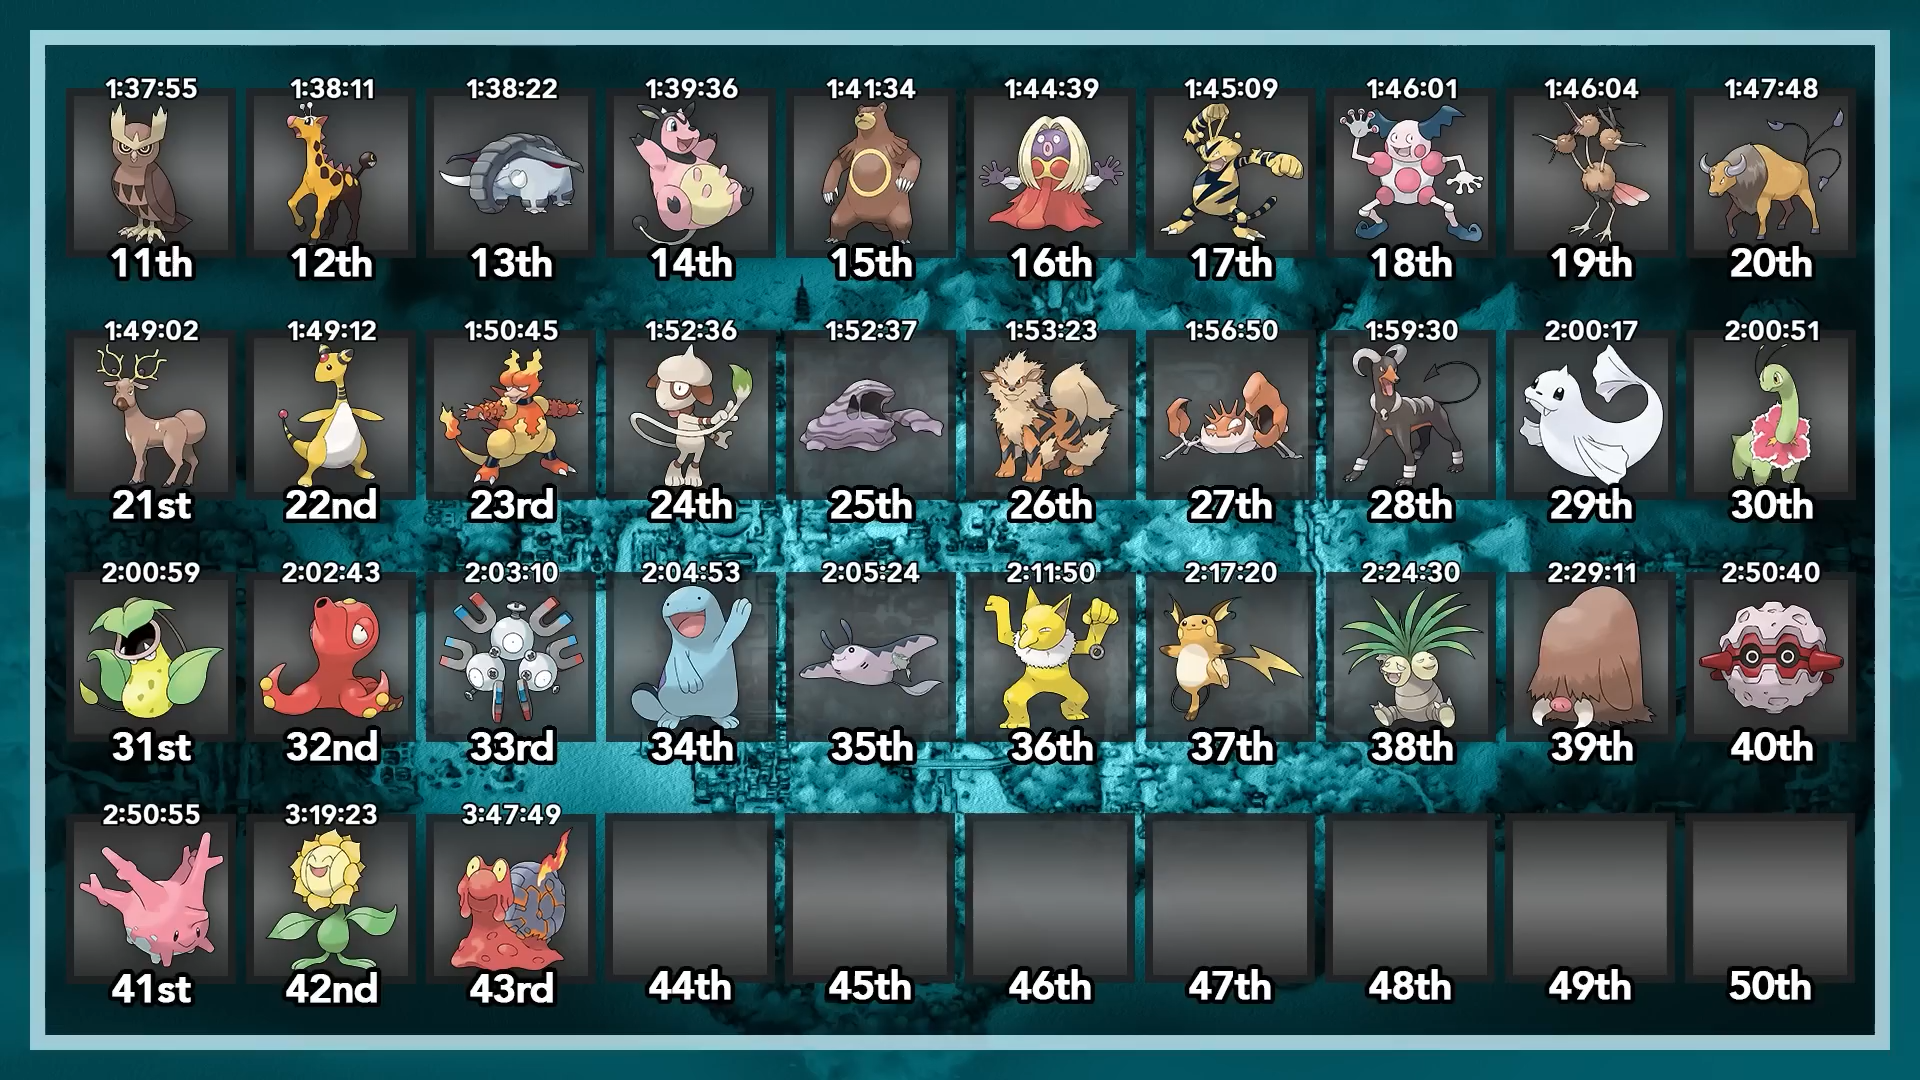 1:37:55 1:38:11 1:38:22 1:39:36 1:41:34 1:44:39 1:45:09 1:46:01 1:46:04 1:47:48
11th 12th 13th 14th 15th 16th 17th 18th 19th 20th
1:49:02 1:49:12 1:50:45 1:52:36 1:52:37 1:53:23 1:56:50 1:59:30 2:00:17 2:00:51
21st 22nd 23rd 24th 25th 26th 27th 28th 29th 30th
2:00:59 2:02:43 2:03:10 2:04:53 2:05:24 2:11:50 2:17:20 2:24:30 2:29:11 2:50:40
31st 32nd 33rd 34th 35th 36th 37th 38th 39th 40th
2:50:55 3:19:23 3:47:49
41st 42nd 43rd 44th 45th 46th 47th 48th 49th 50th